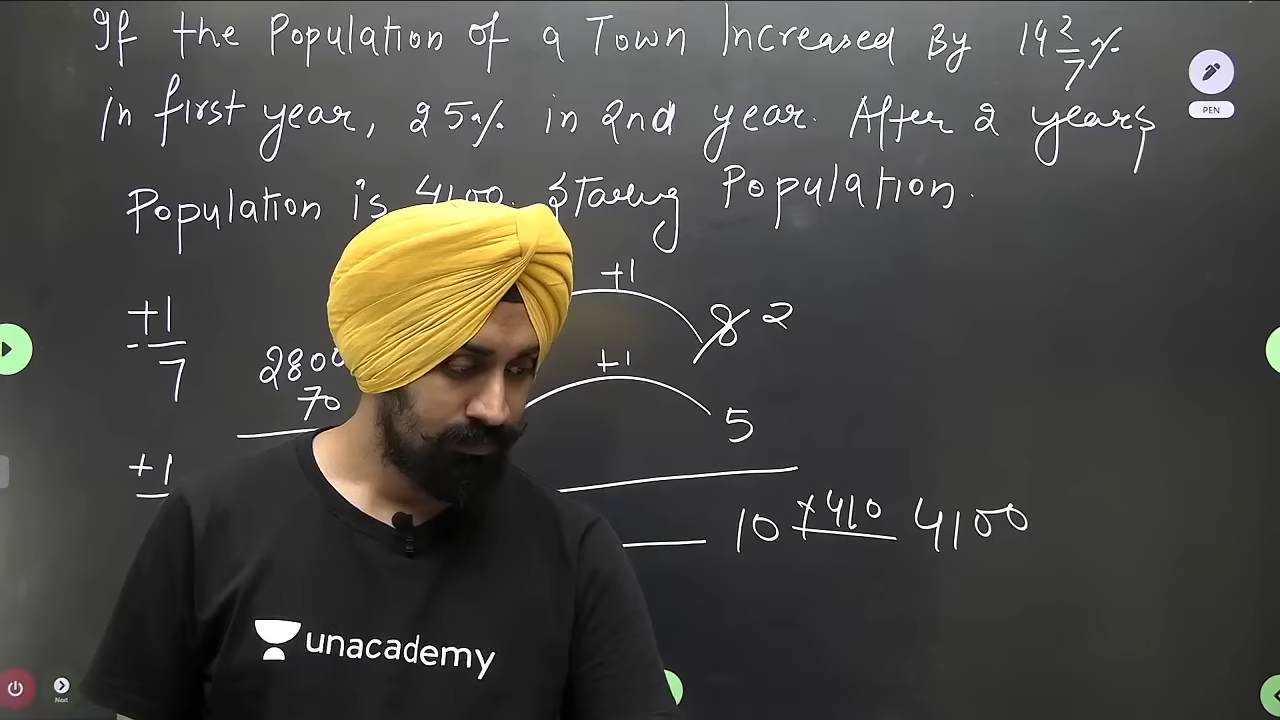 If the Population of a Town Increased By 14 2/7 %
in first year, 25% in 2nd year. After 2 years
Population is 4100. Staring Population.
PEN
+1
+1/7
8 2
2800
70
+1
5
+1
10 ×410 4100
unacademy
Next